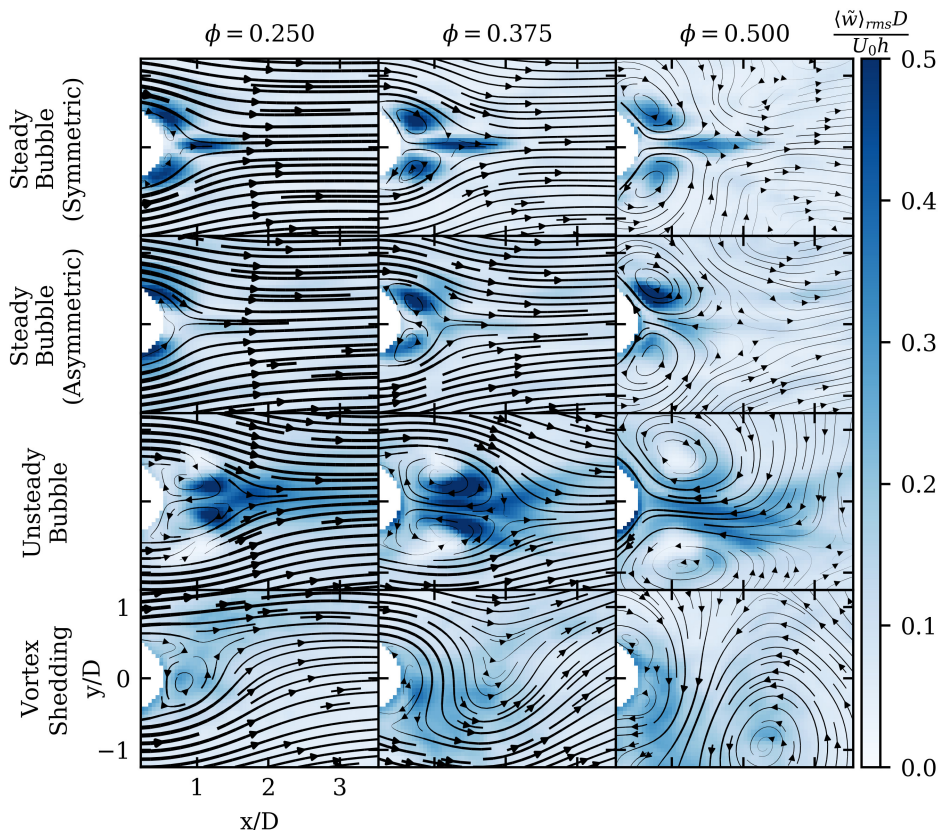 ϕ = 0.250
ϕ = 0.375
ϕ = 0.500
⟨w̃⟩rmsD
U0h
Steady
Bubble
(Symmetric)
Steady
Bubble
(Asymmetric)
Unsteady
Bubble
Vortex
Shedding
y/D
1
0
−1
1
2
3
x/D
0.5
0.4
0.3
0.2
0.1
0.0